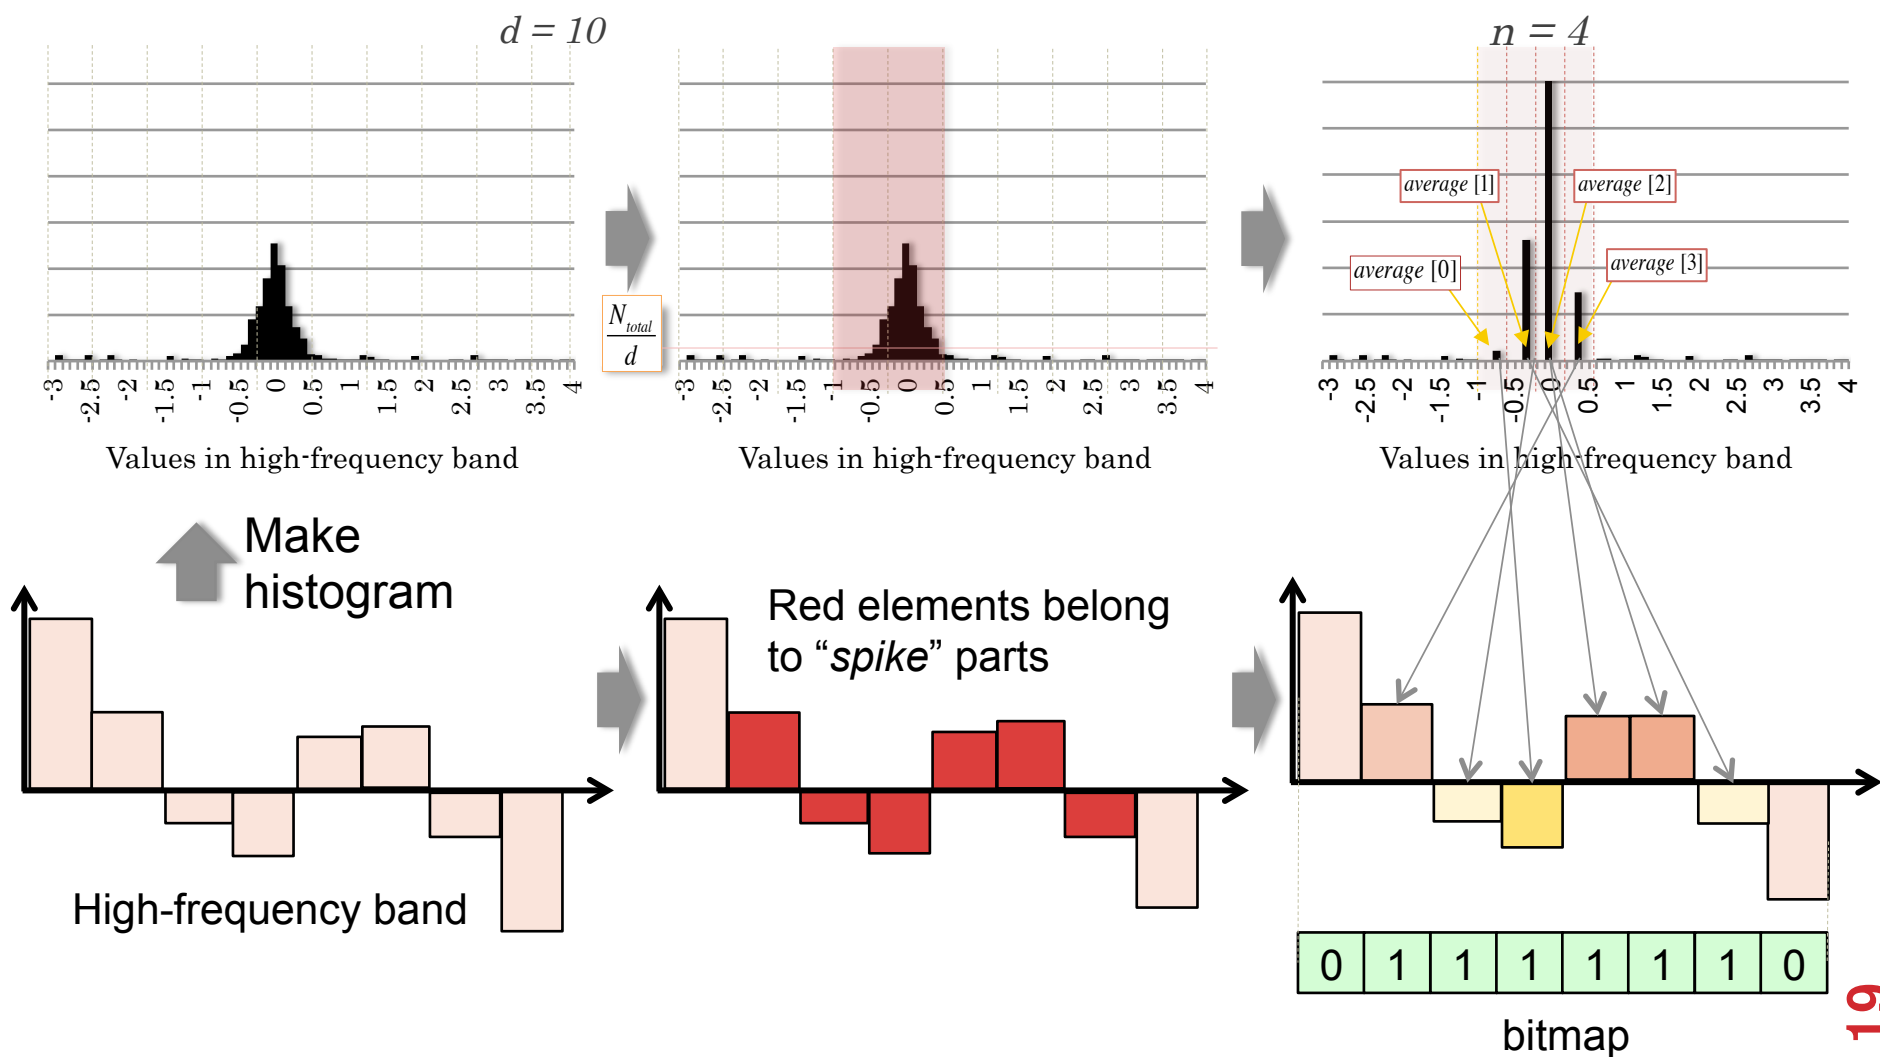 d = 10
n = 4
average [1]
average [2]
average [0]
average [3]
N_total
d
-3 -2.5 -2 -1.5 -1 -0.5 0 0.5 1 1.5 2 2.5 3 3.5 4
-3 -2.5 -2 -1.5 -1 -0.5 0 0.5 1 1.5 2 2.5 3 3.5 4
-3 -2.5 -2 -1.5 -1 -0.5 0 0.5 1 1.5 2 2.5 3 3.5 4
Values in high-frequency band
Values in high-frequency band
Values in high-frequency band
Make
histogram
Red elements belong
to “spike” parts
High-frequency band
0 1 1 1 1 1 1 0
bitmap
19